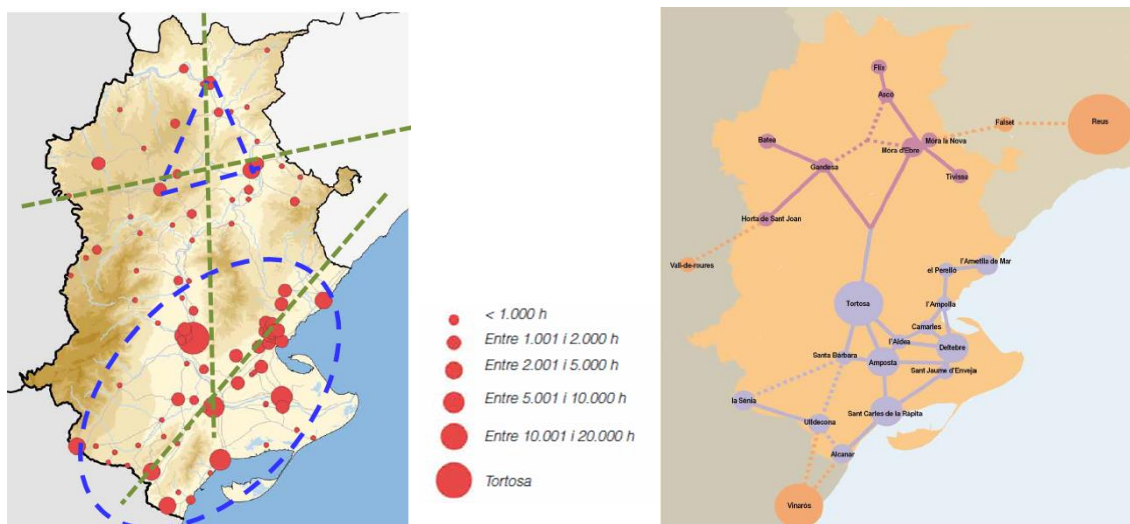 < 1.000 h
Entre 1.001 i 2.000 h
Entre 2.001 i 5.000 h
Entre 5.001 i 10.000 h
Entre 10.001 i 20.000 h
Tortosa
Flix
Ascó
Batea
Gandesa
Móra d'Ebre
Móra la Nova
Falset
Reus
Tivissa
Horta de Sant Joan
Vall-de-roures
l'Ametlla de Mar
el Perelló
Tortosa
l'Ampolla
Camarles
l'Aldea
Deltebre
Santa Bàrbara
Amposta
Sant Jaume d'Enveja
la Sénia
Sant Carles de la Ràpita
Ulldecona
Alcanar
Vinaròs